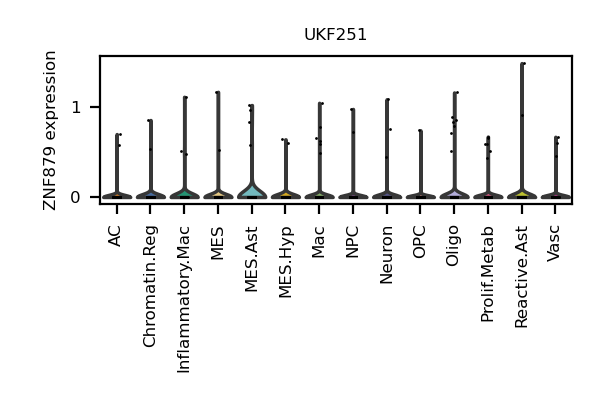 UKF251
ZNF879 expression
1
0
AC
Chromatin.Reg
Inflammatory.Mac
MES
MES.Ast
MES.Hyp
Mac
NPC
Neuron
OPC
Oligo
Prolif.Metab
Reactive.Ast
Vasc